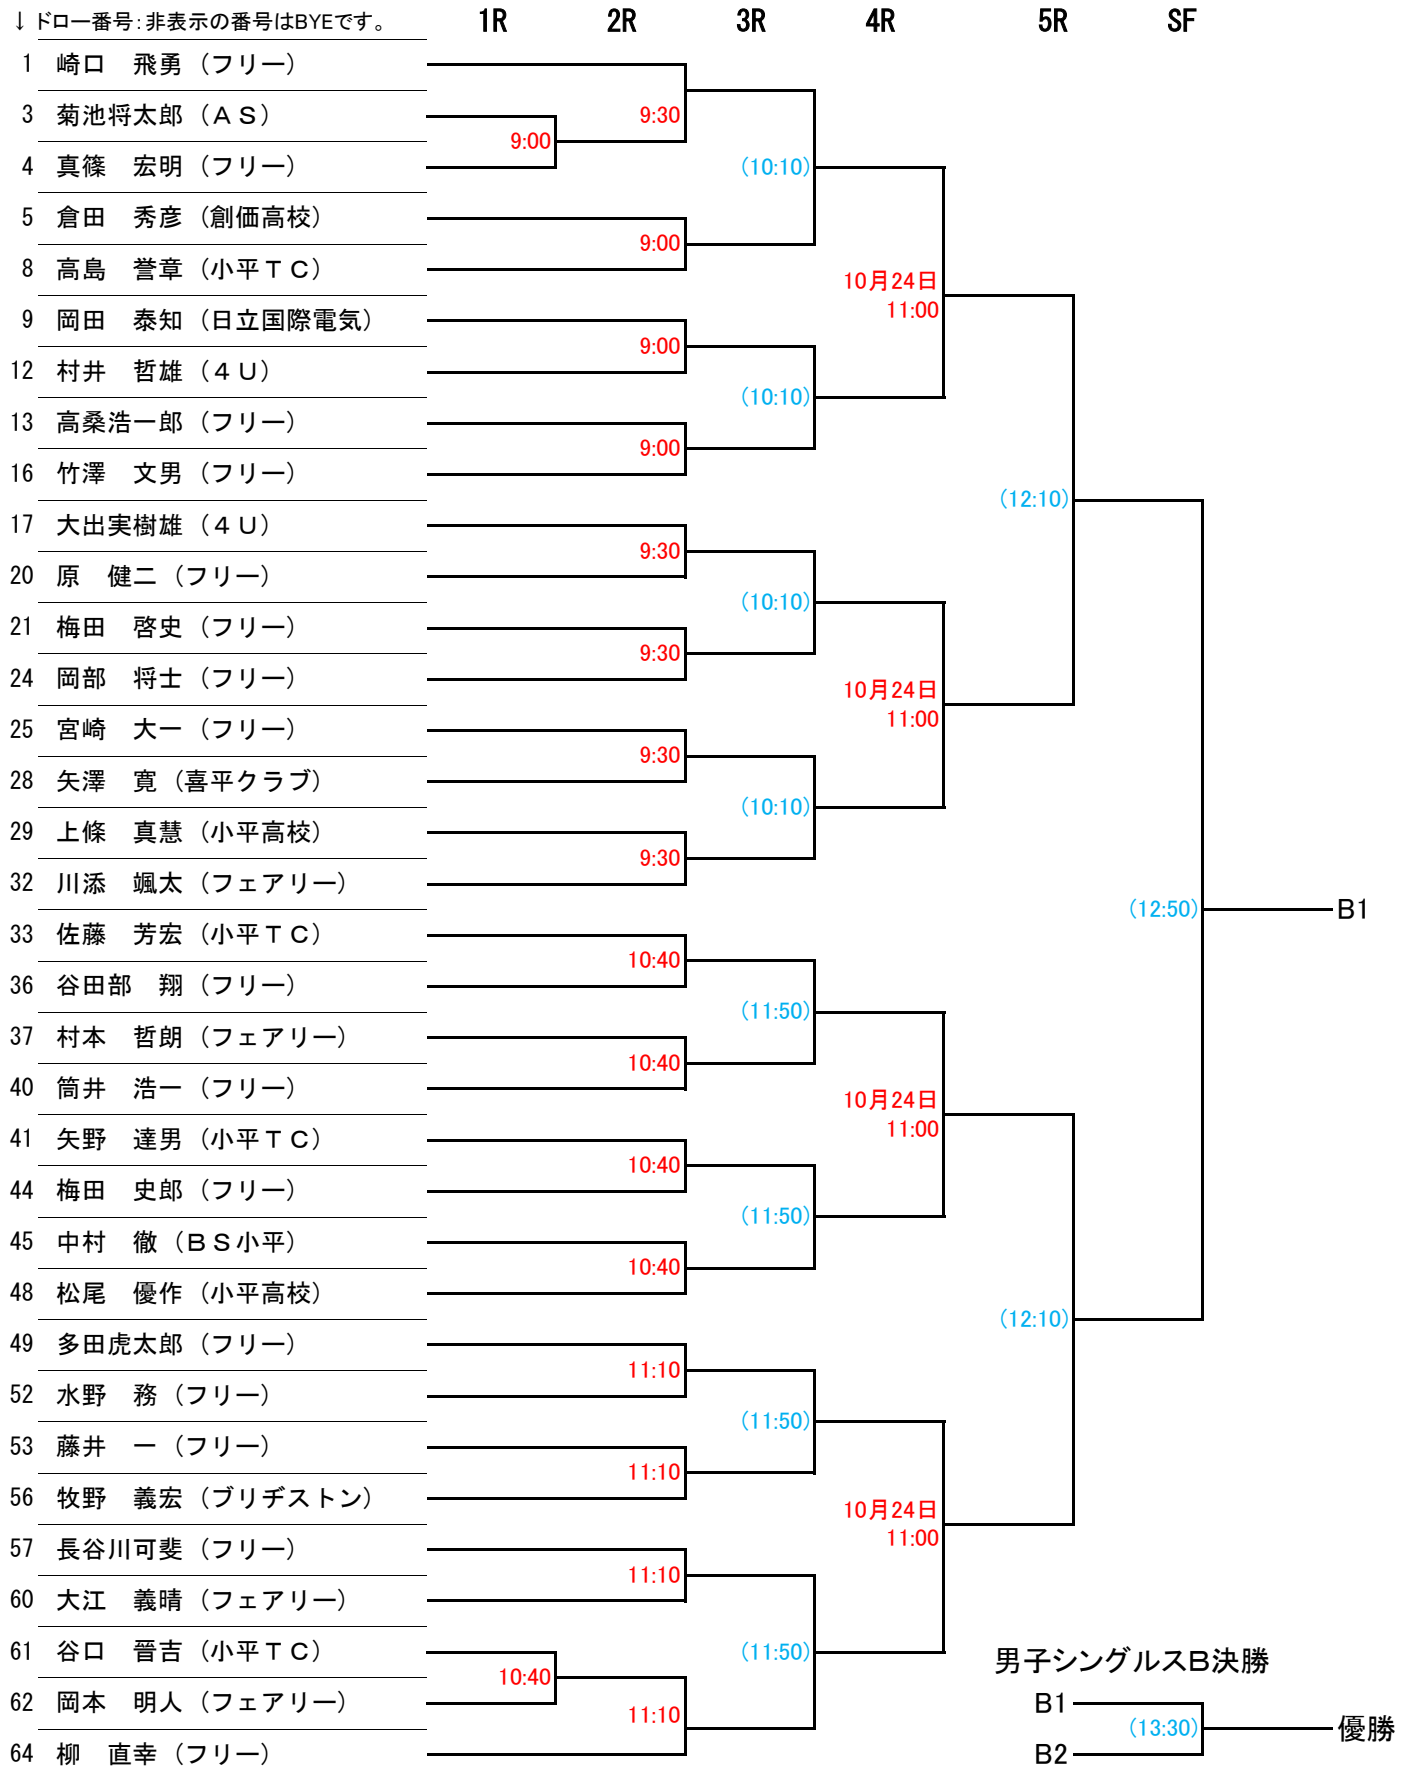 ↓ドロー番号：非表示の番号はBYEです。 1R 2R 3R 4R 5R SF
1 崎口　飛勇（フリー）
3 菊池将太郎（ＡＳ） 9:30
9:00
4 真篠　宏明（フリー） (10:10)
5 倉田　秀彦（創価高校）
9:00
8 高島　誉章（小平ＴＣ）
10月24日
11:00
9 岡田　泰知（日立国際電気）
9:00
12 村井　哲雄（４Ｕ）
(10:10)
13 高桑浩一郎（フリー）
9:00
16 竹澤　文男（フリー）
(12:10)
17 大出実樹雄（４Ｕ）
9:30
20 原　健二（フリー）
(10:10)
21 梅田　啓史（フリー）
9:30
24 岡部　将士（フリー）
10月24日
11:00
25 宮崎　大一（フリー）
9:30
28 矢澤　寛（喜平クラブ）
(10:10)
29 上條　真慧（小平高校）
9:30
32 川添　颯太（フェアリー）
(12:50) B1
33 佐藤　芳宏（小平ＴＣ）
10:40
36 谷田部　翔（フリー）
(11:50)
37 村本　哲朗（フェアリー）
10:40
40 筒井　浩一（フリー）
10月24日
11:00
41 矢野　達男（小平ＴＣ）
10:40
44 梅田　史郎（フリー）
(11:50)
45 中村　徹（ＢＳ小平）
10:40
48 松尾　優作（小平高校）
(12:10)
49 多田虎太郎（フリー）
11:10
52 水野　務（フリー）
(11:50)
53 藤井　一（フリー）
11:10
56 牧野　義宏（ブリヂストン）
10月24日
11:00
57 長谷川可斐（フリー）
11:10
60 大江　義晴（フェアリー）
61 谷口　晉吉（小平ＴＣ） (11:50) 男子シングルスB決勝
10:40
62 岡本　明人（フェアリー） B1
11:10
(13:30) 優勝
64 柳　直幸（フリー） B2